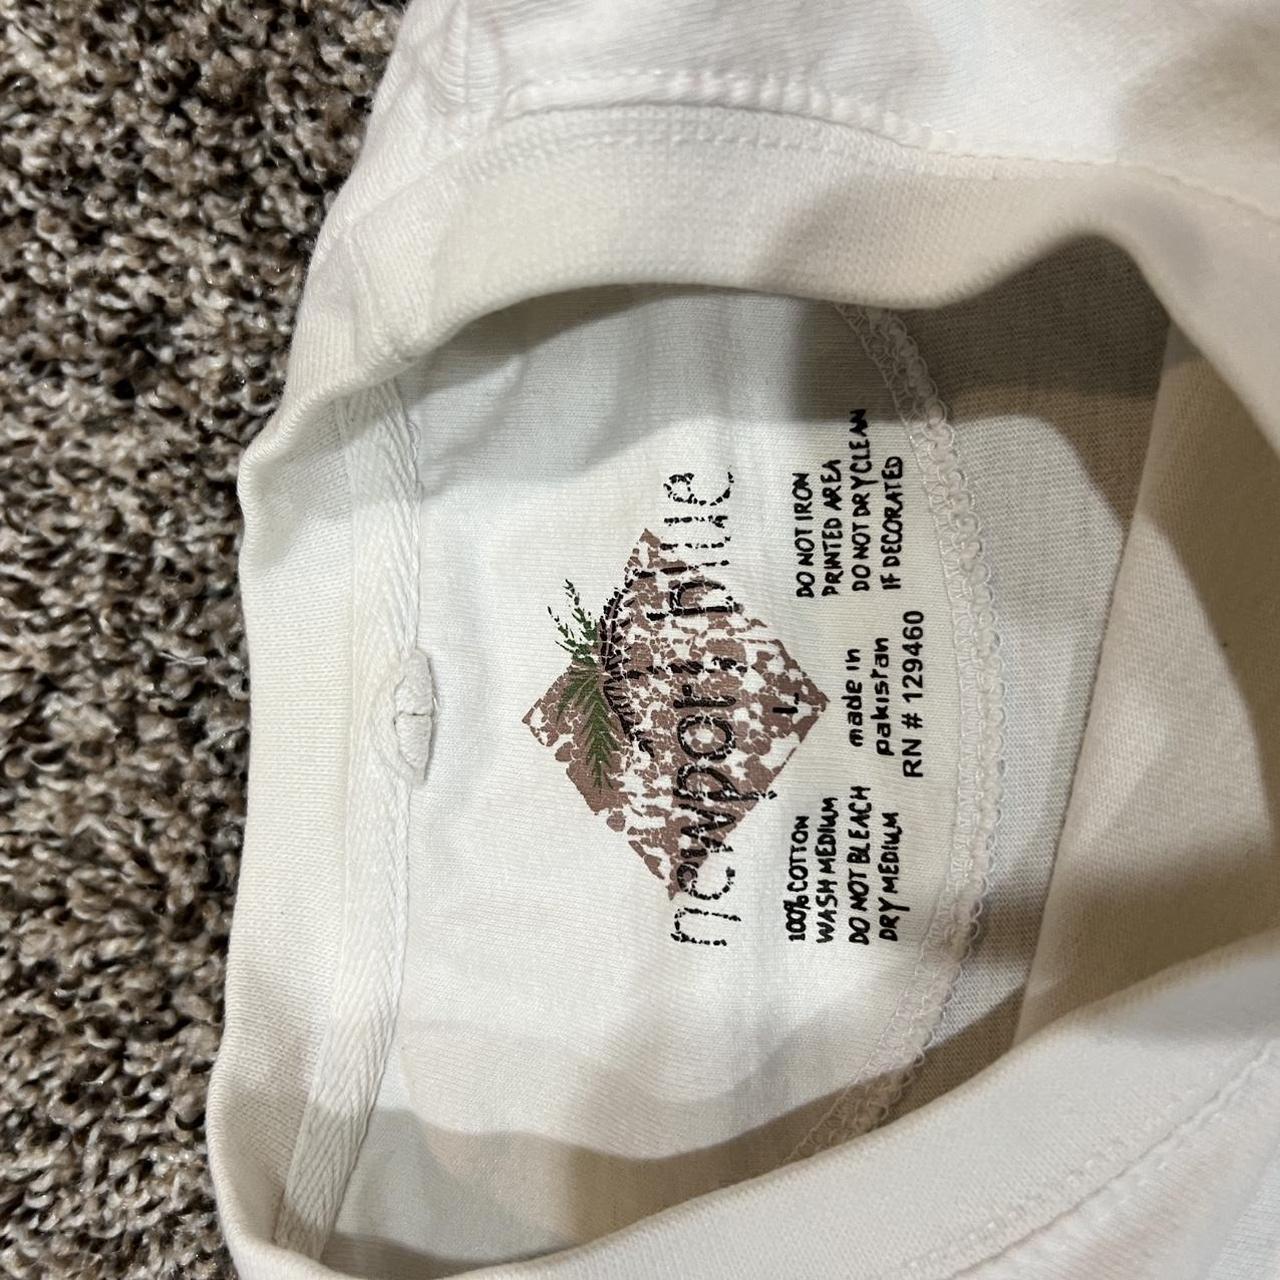 newport blue
L
100% COTTON
WASH MEDIUM
DO NOT BLEACH
DRY MEDIUM
made in
pakistan
RN # 129460
DO NOT IRON
PRINTED AREA
DO NOT DRYCLEAN
IF DECORATED